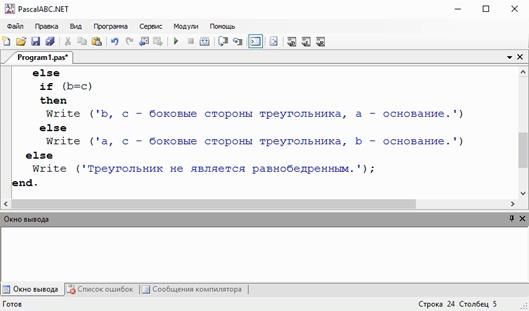 PascalABC.NET
Файл Правка Вид Программа Сервис Модули Помощь
Program1.pas*
else
if (b=c)
then
Write ('b, c - боковые стороны треугольника, a - основание.')
else
Write ('a, c - боковые стороны треугольника, b - основание.')
else
Write ('Треугольник не является равнобедренным.');
end.
Окно вывода
Окно вывода Список ошибок Сообщения компилятора
Готов Строка 24 Столбец 5